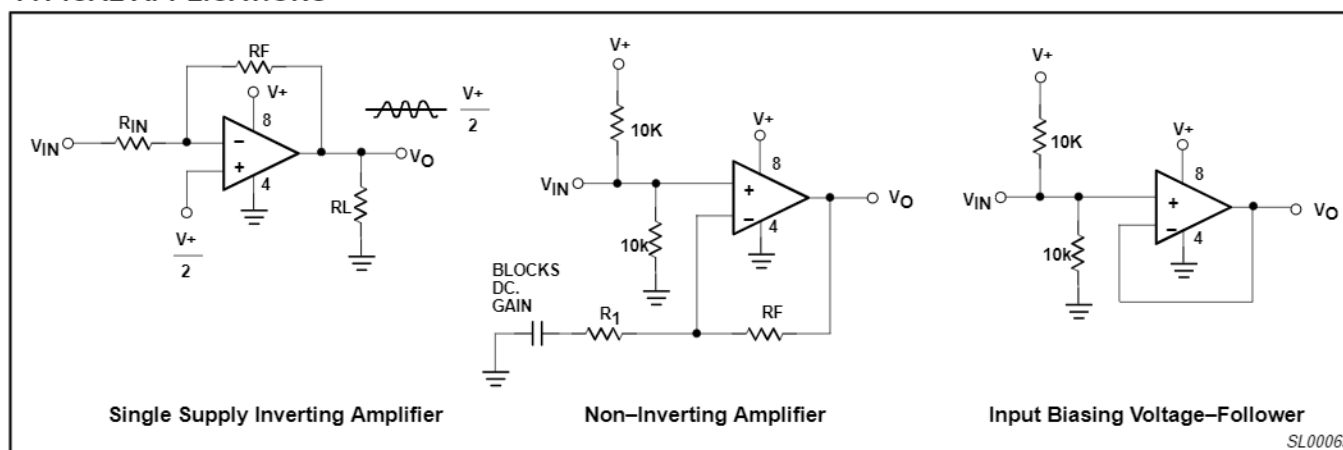 RF
V+
8
V+
2
RIN
VIN
−
+
4
VO
RL
V+
2
Single Supply Inverting Amplifier
V+
10K
V+
8
VIN
+
−
4
VO
10k
BLOCKS
DC.
GAIN
R1
RF
Non–Inverting Amplifier
V+
10K
V+
8
VIN
+
−
4
VO
10k
Input Biasing Voltage–Follower